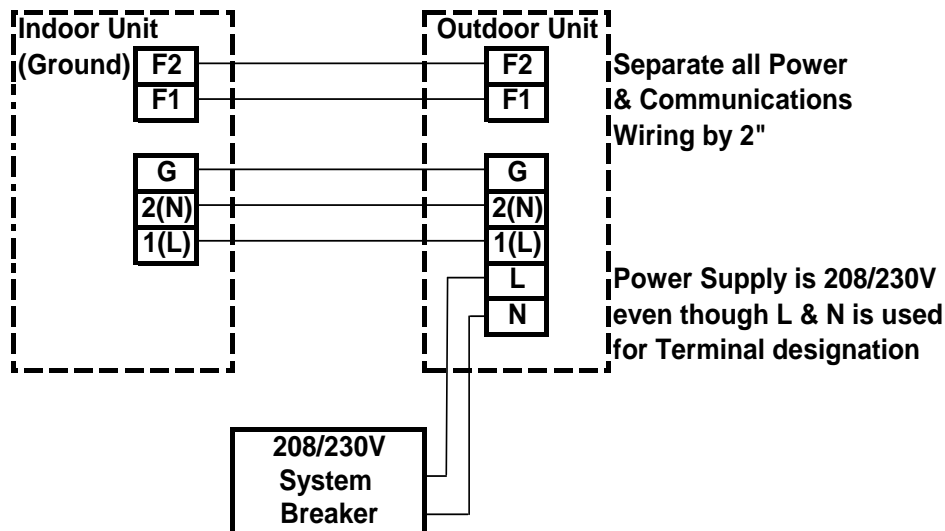 Indoor Unit
(Ground)
F2
F1
G
2(N)
1(L)
Outdoor Unit
F2
F1
G
2(N)
1(L)
L
N
Separate all Power
& Communications
Wiring by 2"
Power Supply is 208/230V
even though L & N is used
for Terminal designation
208/230V
System
Breaker